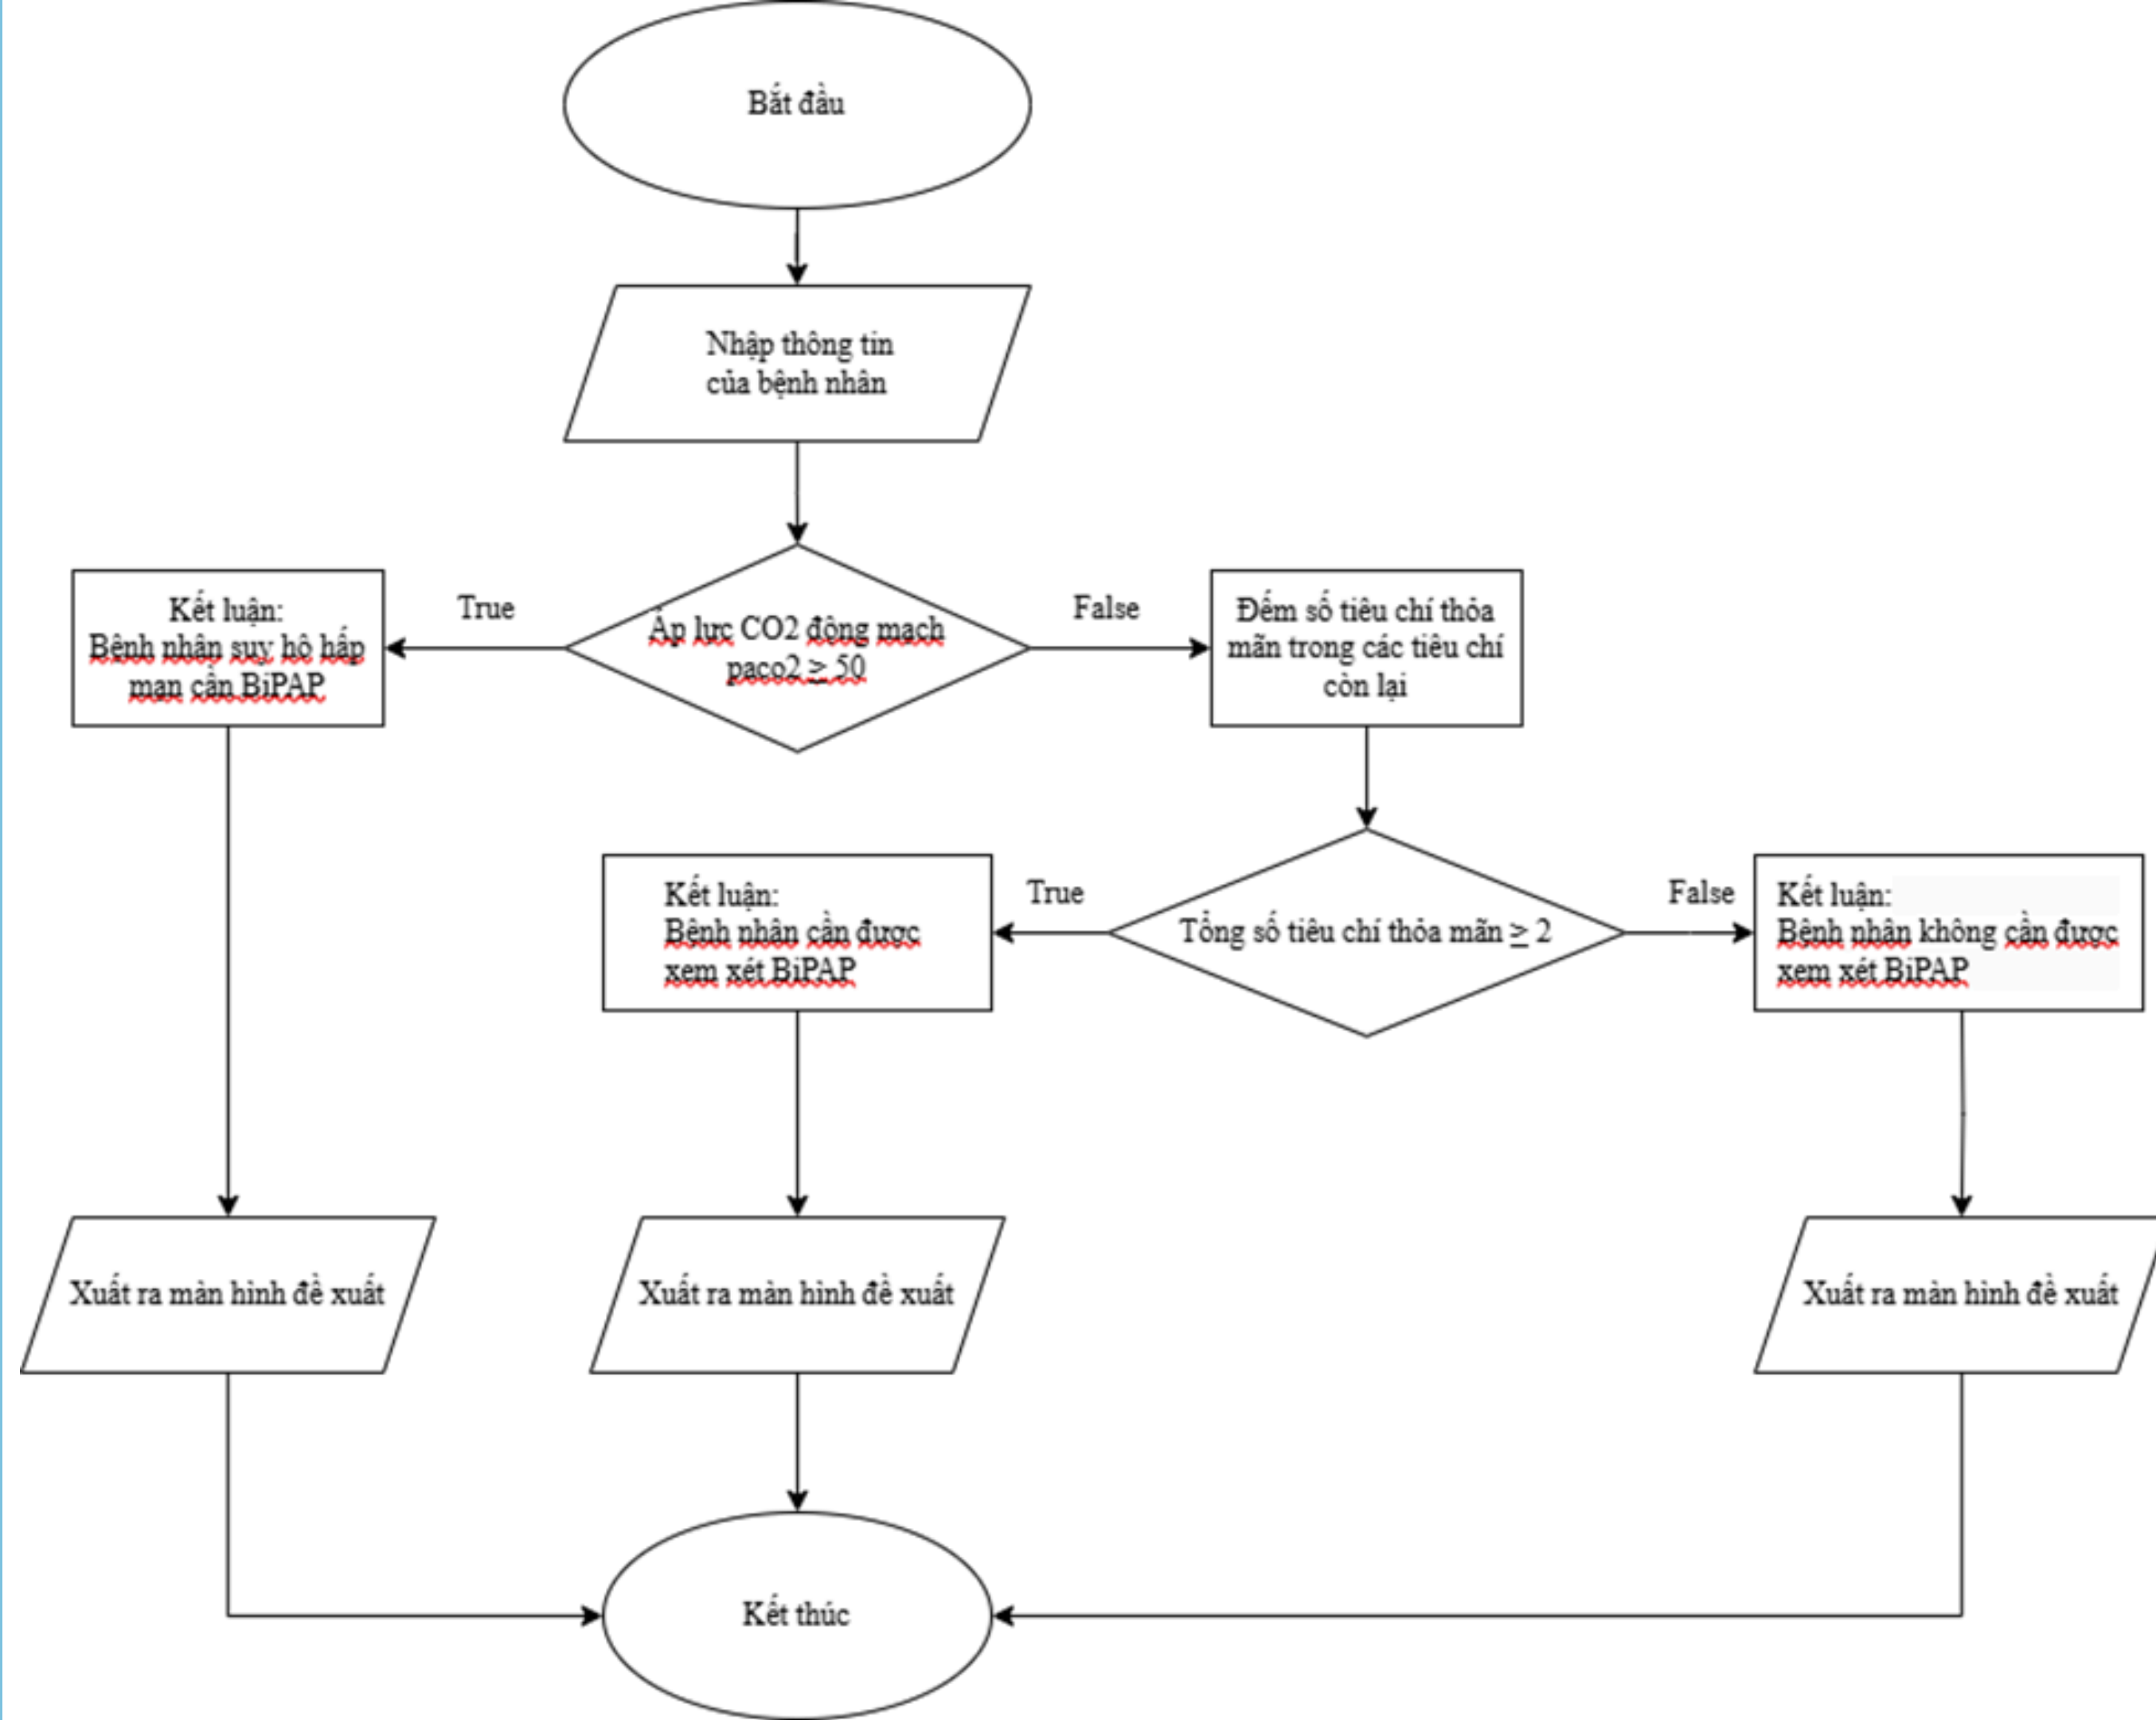 Bắt đầu
Nhập thông tin
của bệnh nhân
Kết luận:
Bệnh nhân suy hô hấp
mạn cần BiPAP
True
Áp lực CO2 động mạch
paco2 ≥ 50
False
Đếm số tiêu chí thỏa
mãn trong các tiêu chí
còn lại
Kết luận:
Bệnh nhân cần được
xem xét BiPAP
True
Tổng số tiêu chí thỏa mãn ≥ 2
False
Kết luận:
Bệnh nhân không cần được
xem xét BiPAP
Xuất ra màn hình đề xuất
Xuất ra màn hình đề xuất
Xuất ra màn hình đề xuất
Kết thúc